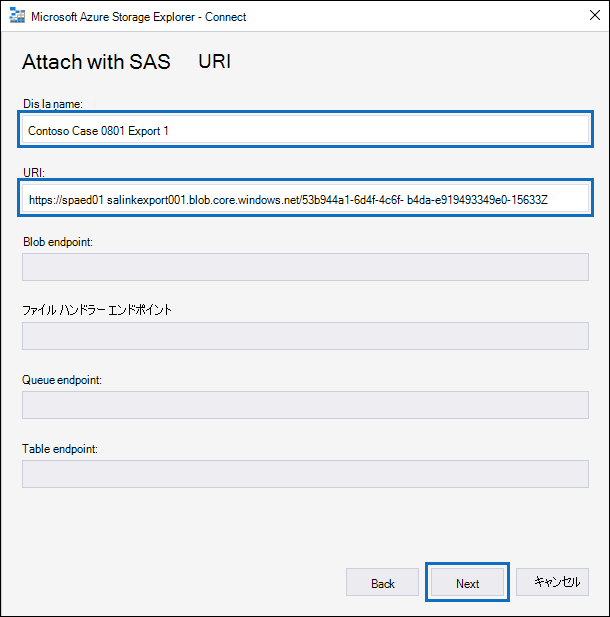 Microsoft Azure Storage Explorer - Connect
Attach with SAS URI
Dis la name:
Contoso Case 0801 Export 1
URI:
https://spaed01 salinkexport001.blob.core.windows.net/53b944a1-6d4f-4c6f- b4da-e919493349e0-15633Z
Blob endpoint:
ファイル ハンドラー エンドポイント
Queue endpoint:
Table endpoint:
Back Next キャンセル